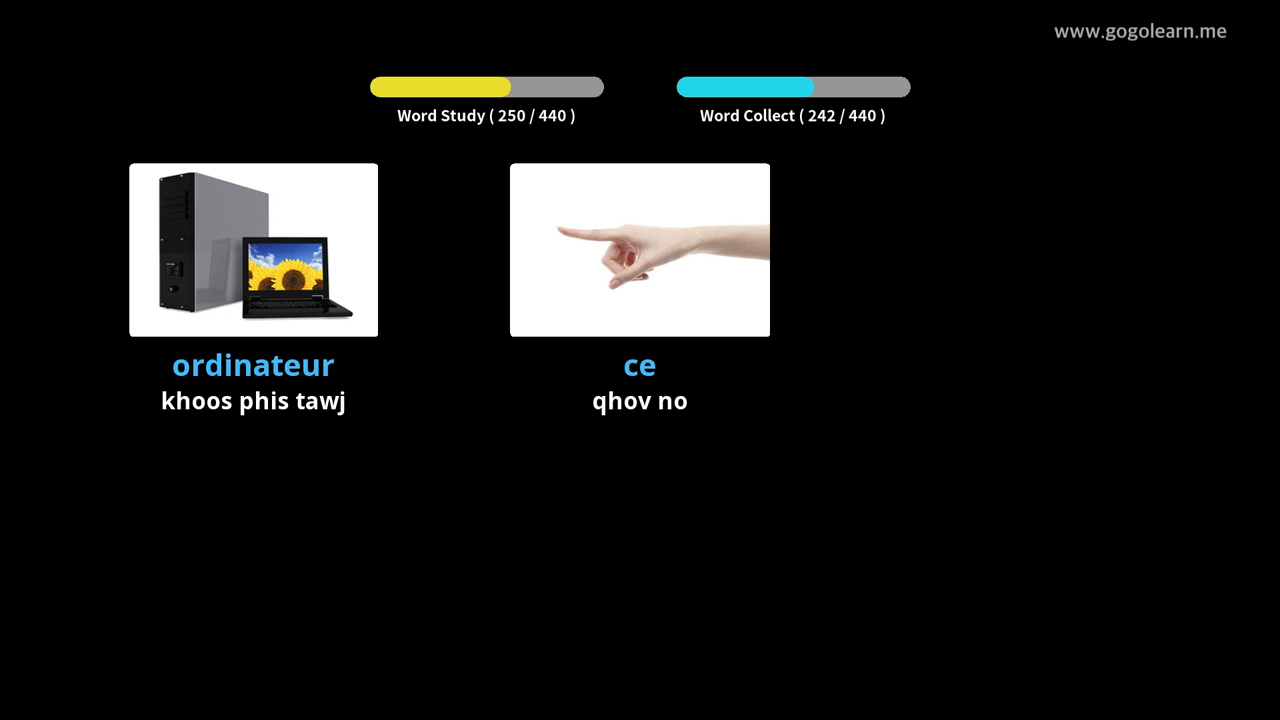 www.gogolearn.me
Word Study ( 250 / 440 )
Word Collect ( 242 / 440 )
ordinateur
khoos phis tawj
ce
qhov no